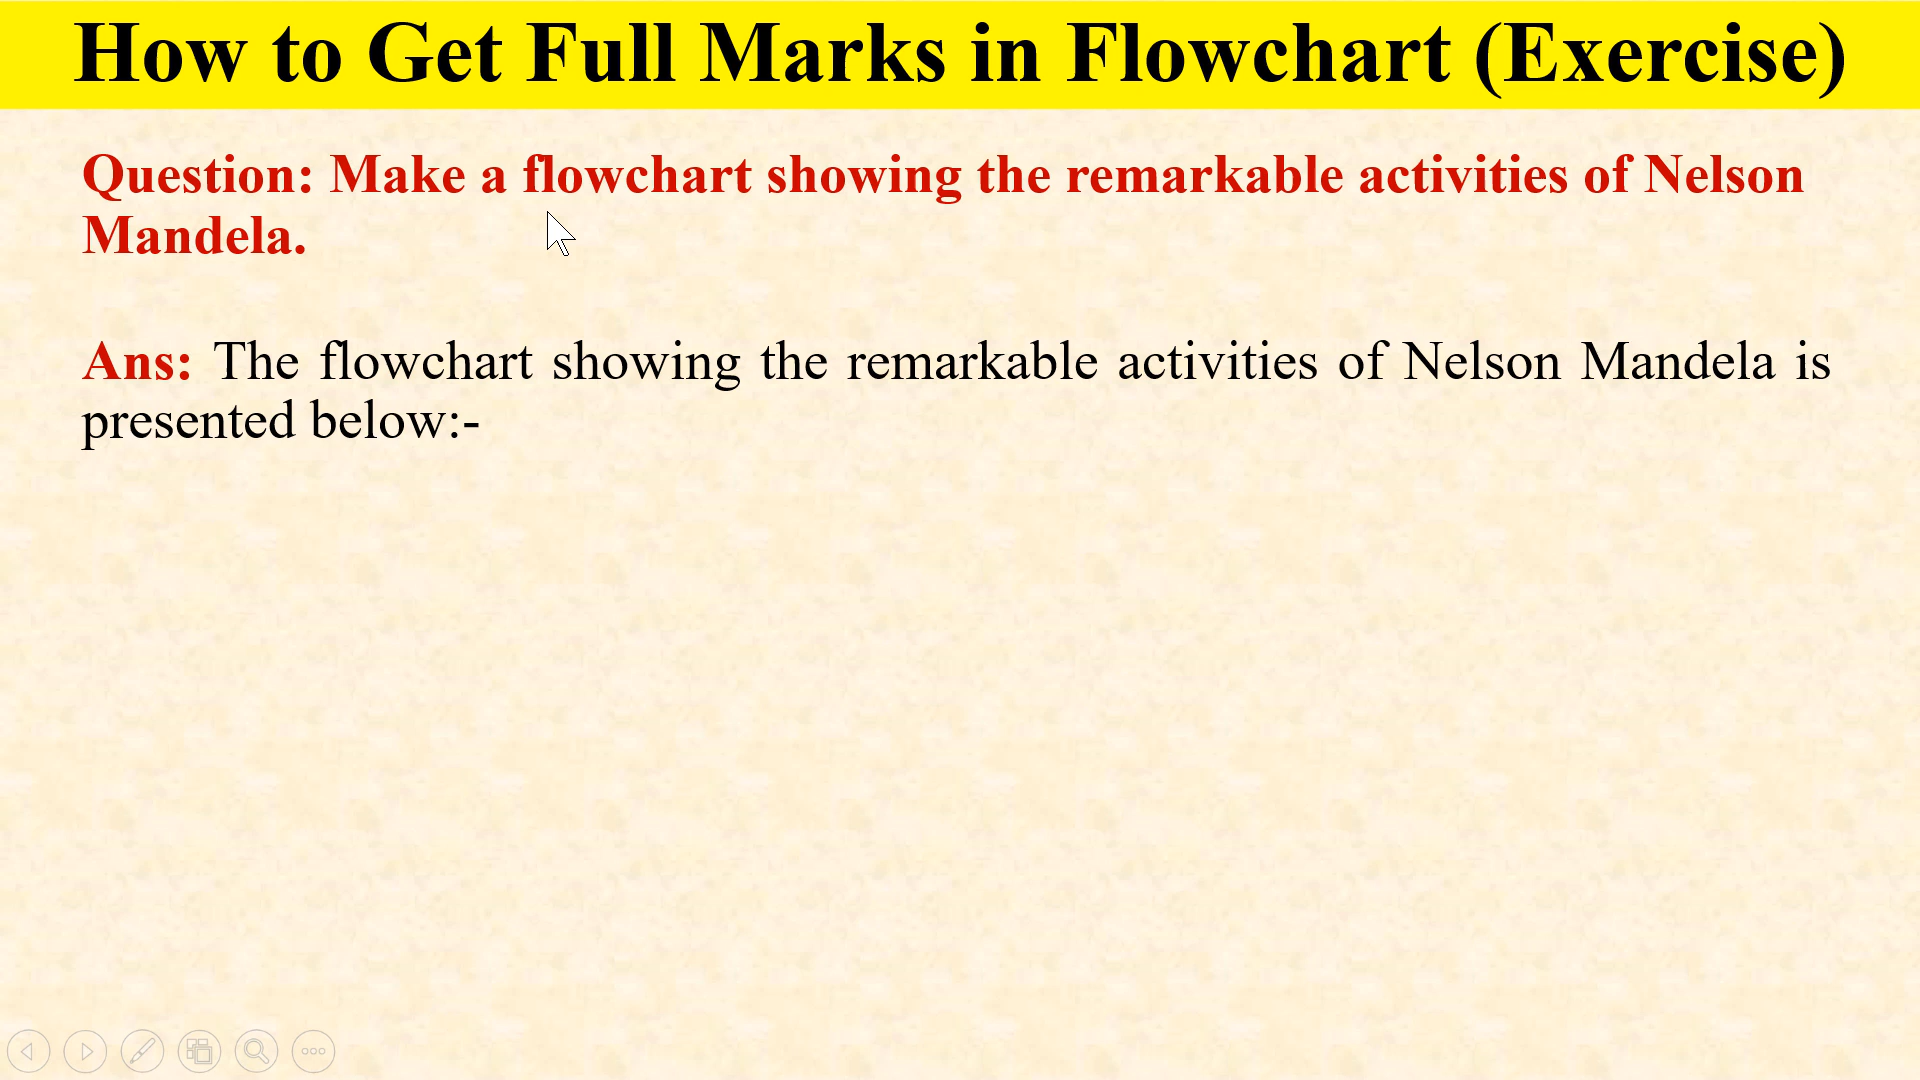 How to Get Full Marks in Flowchart (Exercise)
Question: Make a flowchart showing the remarkable activities of Nelson
Mandela.
Ans: The flowchart showing the remarkable activities of Nelson Mandela is
presented below:-